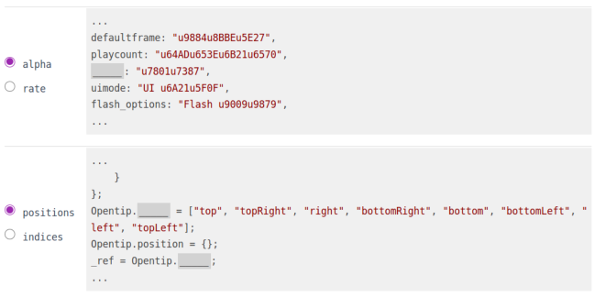 alpha
rate
...
defaultframe: "u9884u8BBEu5E27",
playcount: "u64ADu653Eu6B21u6570",
_____: "u7801u7387",
uimode: "UI u6A21u5F0F",
flash_options: "Flash u9009u9879",
...
positions
indices
...
}
};
Opentip._____ = ["top", "topRight", "right", "bottomRight", "bottom", "bottomLeft", "
left", "topLeft"];
Opentip.position = {};
_ref = Opentip._____;
...